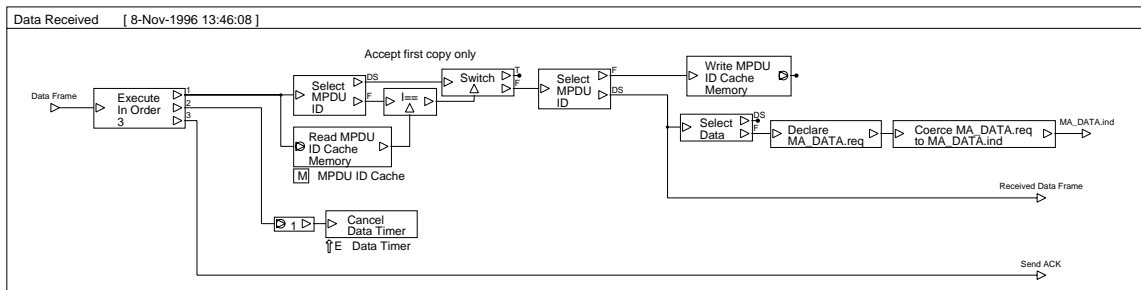 Data Received [ 8-Nov-1996 13:46:08 ]
Accept first copy only
Data Frame
Execute
In Order
3
1
2
3
Select
MPDU
ID
DS
F
I==
Read MPDU
ID Cache
Memory
M MPDU ID Cache
Switch
T
F
Select
MPDU
ID
F
DS
Write MPDU
ID Cache
Memory
Select
Data
DS
F
Declare
MA_DATA.req
Coerce MA_DATA.req
to MA_DATA.ind
MA_DATA.ind
Received Data Frame
1
Cancel
Data Timer
E Data Timer
Send ACK